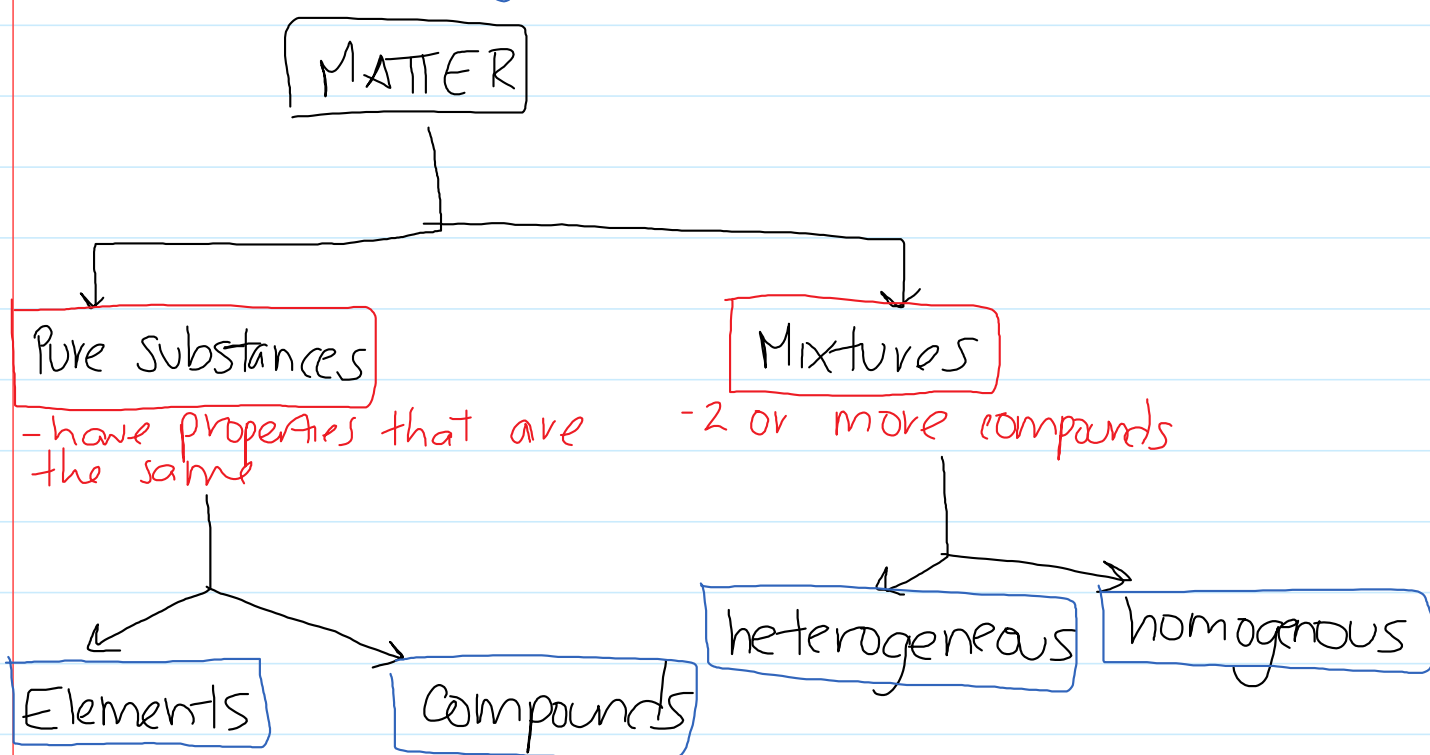 MATTER
Pure substances
Mixtures
- have properties that are
the same
- 2 or more compounds
heterogeneous
homogenous
Elements
compounds